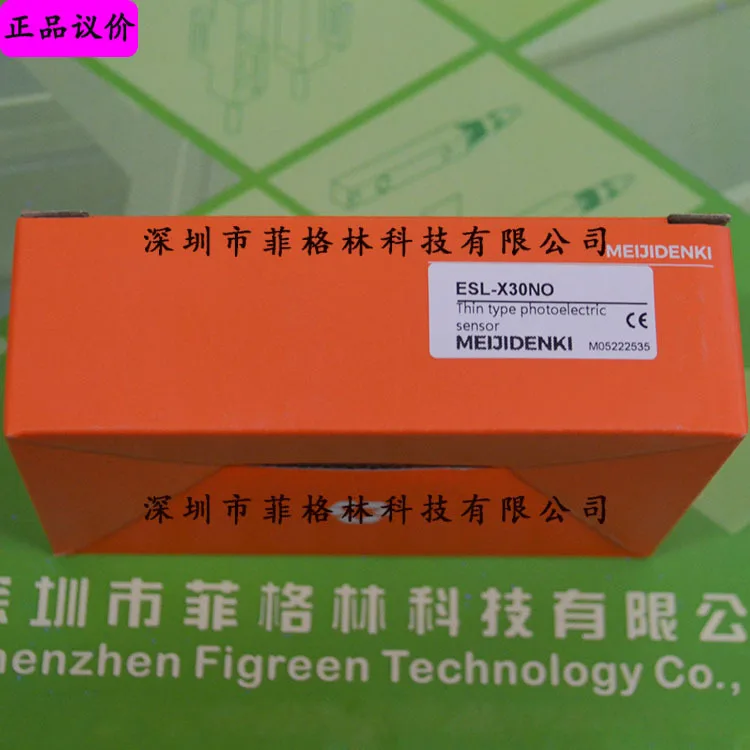 正品议价
深圳市菲格林科技有限公司
MEIJIDENKI
ESL-X30NO
Thin type photoelectric
sensor
CE
MEIJIDENKI M05222535
深圳市菲格林科技有限公司
深圳市菲格林科技有限公
Shenzhen Figreen Technology Co.,